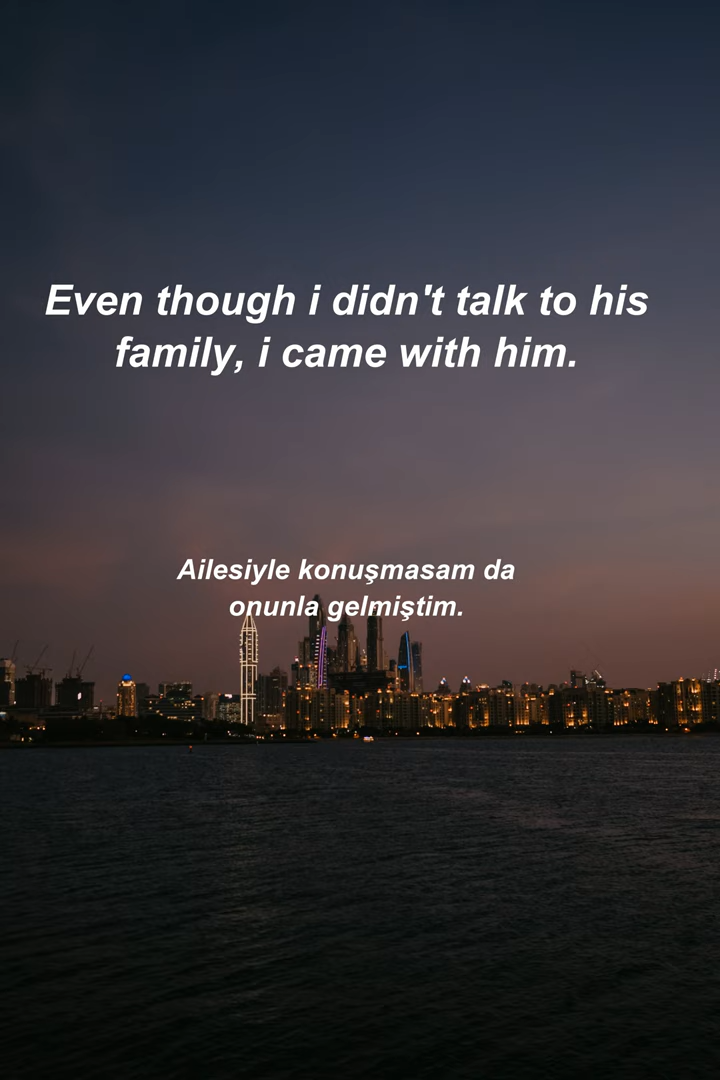 Even though i didn't talk to his
family, i came with him.
Ailesiyle konuşmasam da
onunla gelmiştim.